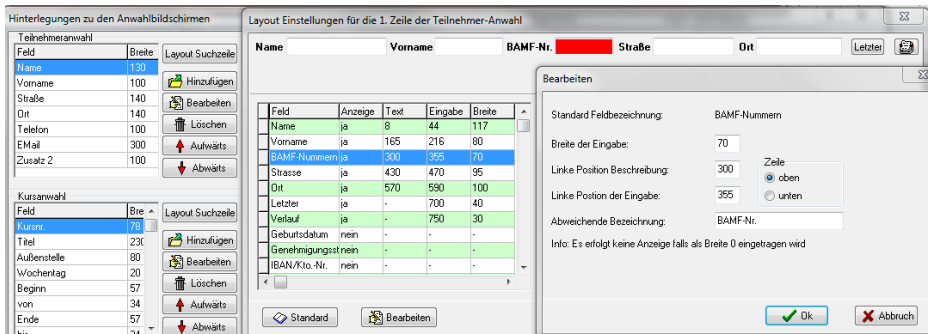 Hinterlegungen zu den Anwahlbildschirmen
Teilnehmeranwahl
Feld Breite
Name 130
Vorname 100
Straße 140
Ort 140
Telefon 100
EMail 300
Zusatz 2 100
Layout Suchzeile
Hinzufügen
Bearbeiten
Löschen
Aufwärts
Abwärts
Kursanwahl
Feld Bre
Kursnr. 78
Titel 230
Außenstelle 80
Wochentag 20
Beginn 57
von 34
Ende 57
bis 34
Layout Suchzeile
Hinzufügen
Bearbeiten
Löschen
Aufwärts
Abwärts
Layout Einstellungen für die 1. Zeile der Teilnehmer-Anwahl
Name Vorname BAMF-Nr. Straße Ort Letzter
Feld Anzeige Text Eingabe Breite
Name ja 8 44 117
Vorname ja 165 216 80
BAMF-Nummern ja 300 355 70
Strasse ja 430 470 95
Ort ja 570 590 100
Letzter ja - 700 40
Verlauf ja - 750 30
Geburtsdatum nein - - -
Genehmigungsst nein - - -
IBAN/Kto.-Nr. nein - - -
Standard
Bearbeiten
Bearbeiten
Standard Feldbezeichnung: BAMF-Nummern
Breite der Eingabe: 70
Linke Position Beschreibung: 300
Linke Postion der Eingabe: 355
Zeile
oben
unten
Abweichende Bezeichnung: BAMF-Nr.
Info: Es erfolgt keine Anzeige falls als Breite 0 eingetragen wird
Ok
Abbruch